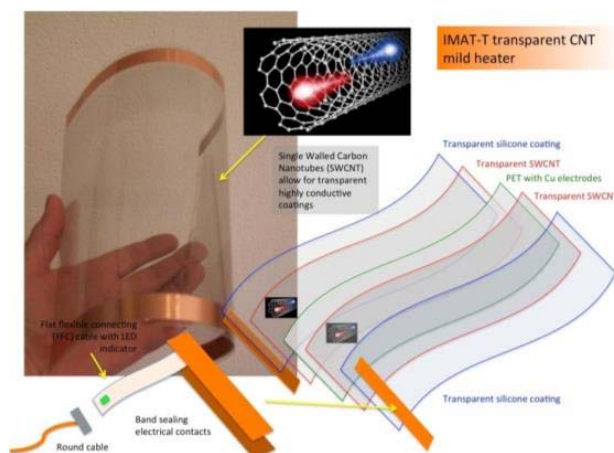 IMAT-T transparent CNT
mild heater
Single Walled Carbon
Nanotubes (SWCNT)
allow for transparent
highly conductive
coatings
Transparent silicone coating
Transparent SWCNT
PET with Cu electrodes
Transparent SWCNT
Flat flexible connecting
(FFC) cable with LED
indicator
Band sealing
electrical contacts
Round cable
Transparent silicone coating